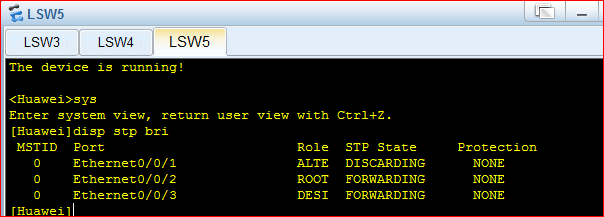 LSW5
LSW3 LSW4 LSW5
The device is running!
<Huawei>sys
Enter system view, return user view with Ctrl+Z.
[Huawei]disp stp bri
MSTID Port Role STP State Protection
0 Ethernet0/0/1 ALTE DISCARDING NONE
0 Ethernet0/0/2 ROOT FORWARDING NONE
0 Ethernet0/0/3 DESI FORWARDING NONE
[Huawei]